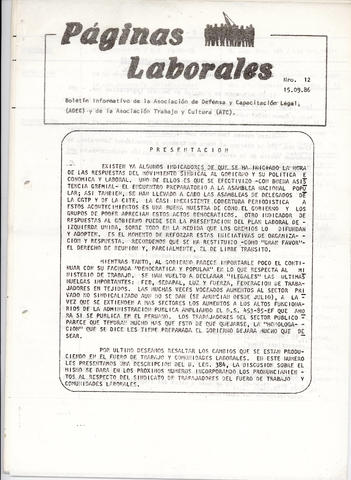 Páginas
Laborales
Nro. 12
15.09.86
Boletín Informativo de la Asociación de Defensa y Capacitación Legal,
(ADEC) y de la Asociación Trabajo y Cultura (ATC).
P R E S E N T A C I O N
EXISTEN YA ALGUNOS INDICADORES DE QUE SE HA INICIADO LA HORA
DE LAS RESPUESTAS DEL MOVIMIENTO SINDICAL AL GOBIERNO Y SU POLITICA E
CONOMICA Y LABORAL. UNO DE ELLOS ES QUE SE EFECTIVIZO -CON BUENA ASIS
TENCIA GREMIAL- EL ENCUENTRO PREPARATORIO A LA ASAMBLEA NACIONAL POPU
LAR; ASI TAMBIEN, SE HAN LLEVADO A CABO LAS ASAMBLEAS DE DELEGADOS DE
LA CGTP Y DE LA CITE. LA CASI INEXISTENTE COBERTURA PERIODISTICA A
ESTOS ACONTECIMIENTOS ES UNA BUENA MUESTRA DE COMO EL GOBIERNO Y LOS
GRUPOS DE PODER APRECIAN ESTOS ACTOS DEMOCRATICOS. OTRO INDICADOR DE
RESPUESTAS AL GOBIERNO PUEDE SER LA PRESENTACION DEL PLAN LABORAL DE-
IZQUIERDA UNIDA, SOBRE TODO EN LA MEDIDA QUE LOS GREMIOS LO DIFUNDAN
Y ADOPTEN. ES EL MOMENTO DE REFORZAR ESTAS INICIATIVAS DE ORGANIZA-
CION Y RESPUESTA. RECORDEMOS QUE SE HA RESTITUIDO -COMO "GRAN FAVOR"-
EL DERECHO DE REUNION Y, PARCIALMENTE, EL DE LIBRE TRANSITO.
MIENTRAS TANTO, AL GOBIERNO PARECE IMPORTARLE POCO EL CONTI-
NUAR CON SU FACHADA "DEMOCRATICA Y POPULAR" EN LO QUE RESPECTA AL MI
NISTERIO DE TRABAJO. SE HAN VUELTO A DECLARAR "ILEGALES" LAS ULTIMAS
HUELGAS IMPORTANTES: FEB, SEDAPAL, LUZ Y FUERZA, FEDERACION DE TRABA-
JADORES EN TEJIDOS. LAS MUCHAS VECES VOCEADOS AUMENTOS AL SECTOR PRI
VADO NO SINDICALIZADO AUN NO SE DAN (SE ANUNCIAN DESDE JULIO), A LA
VEZ QUE SE EXTIENDEN A MAS SECTORES LOS AUMENTOS A LOS ALTOS FUNCIONA-
RIOS DE LA ADMINISTRACION PUBLICA AMPLIANDO EL D.S. 453-85-EF QUE AHO
RA SI SE PUBLICA EN EL PERUANO. LOS TRABAJADORES DEL SECTOR PUBLICO -
PARECE QUE TENDRAN MUCHO MAS QUE ESTO DE QUE QUEJARSE, LA "HOMOLOGA-
CION" QUE SE DICE LES TIENE PREPARADA EL GOBIERNO DEJARA MUCHO QUE DE
SEAR.
POR ULTIMO DESEAMOS RESALTAR LOS CAMBIOS QUE SE ESTAN PRODU-
CIENDO EN EL FUERO DE TRABAJO Y COMUNIDADES LABORALES. EN ESTE NUMERO
LES PRESENTAMOS UNA DESCRIPCION DEL D. LEG. 384, LA DISCUSION SOBRE EL
MISMO SE DARA EN LOS PROXIMOS NUMEROS INCORPORANDO LOS PRONUNCIAMIEN-
TOS AL RESPECTO DEL SINDICATO DE TRABAJADORES DEL FUERO DE TRABAJO Y
COMUNIDADES LABORALES.